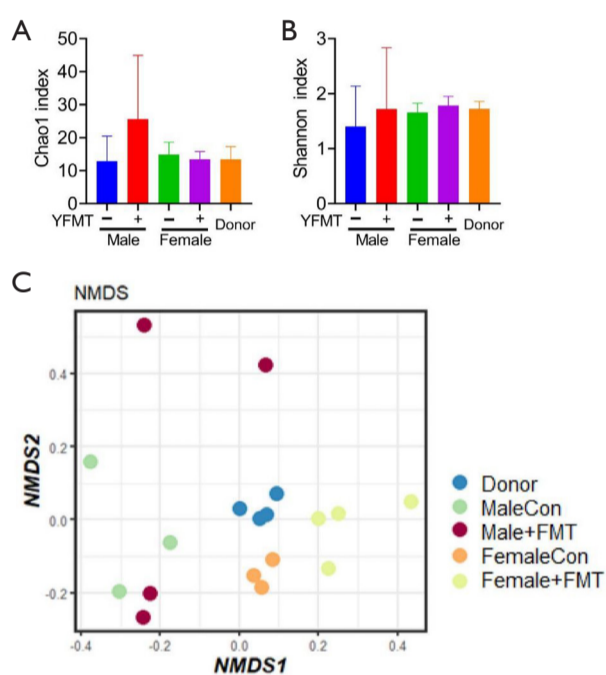 A
B
Chao1 index
50
40
30
20
10
0
YFMT
– + – +
Donor
Male
Female
Shannon index
3
2
1
0
YFMT
– + – +
Donor
Male
Female
C
NMDS
NMDS2
0.4
0.2
0.0
-0.2
-0.4 -0.2 0.0 0.2 0.4
NMDS1
Donor
MaleCon
Male+FMT
FemaleCon
Female+FMT